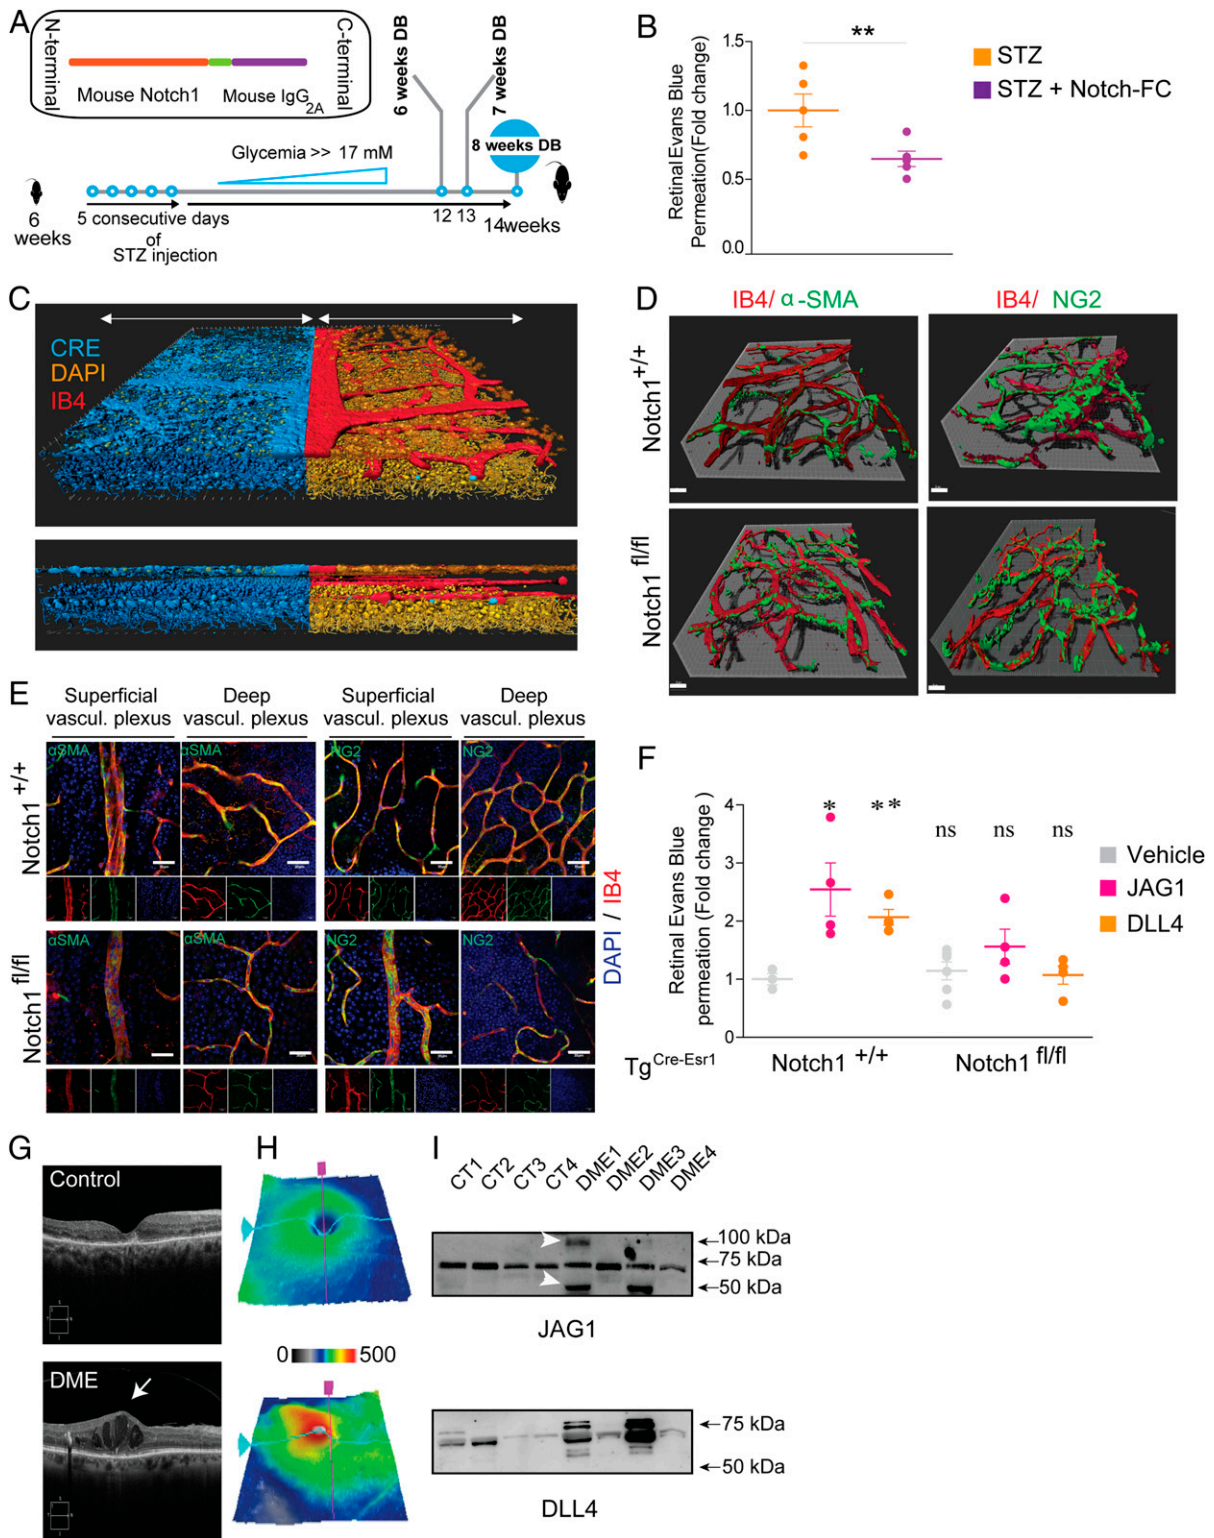 A
N-terminal
C-terminal
Mouse Notch1
Mouse IgG2A
6 weeks DB
7 weeks DB
8 weeks DB
Glycemia >> 17 mM
6
weeks
5 consecutive days
of
STZ injection
12
13
14weeks
B
Retinal Evans Blue
Permeation(Fold change)
1.5
1.0
0.5
0.0
**
STZ
STZ + Notch-FC
C
CRE
DAPI
IB4
D
IB4/ α-SMA
IB4/ NG2
Notch1+/+
Notch1fl/fl
E
Superficial
vascul. plexus
Deep
vascul. plexus
Superficial
vascul. plexus
Deep
vascul. plexus
Notch1+/+
αSMA
αSMA
NG2
NG2
Notch1fl/fl
αSMA
αSMA
NG2
NG2
DAPI / IB4
F
Retinal Evans Blue
permeation (Fold change )
4
3
2
1
0
*
**
ns
ns
ns
Vehicle
JAG1
DLL4
TgCre-Esr1
Notch1 +/+
Notch1 fl/fl
G
Control
DME
H
0
500
I
CT1
CT2
CT3
CT4
DME1
DME2
DME3
DME4
100 kDa
75 kDa
50 kDa
JAG1
75 kDa
50 kDa
DLL4